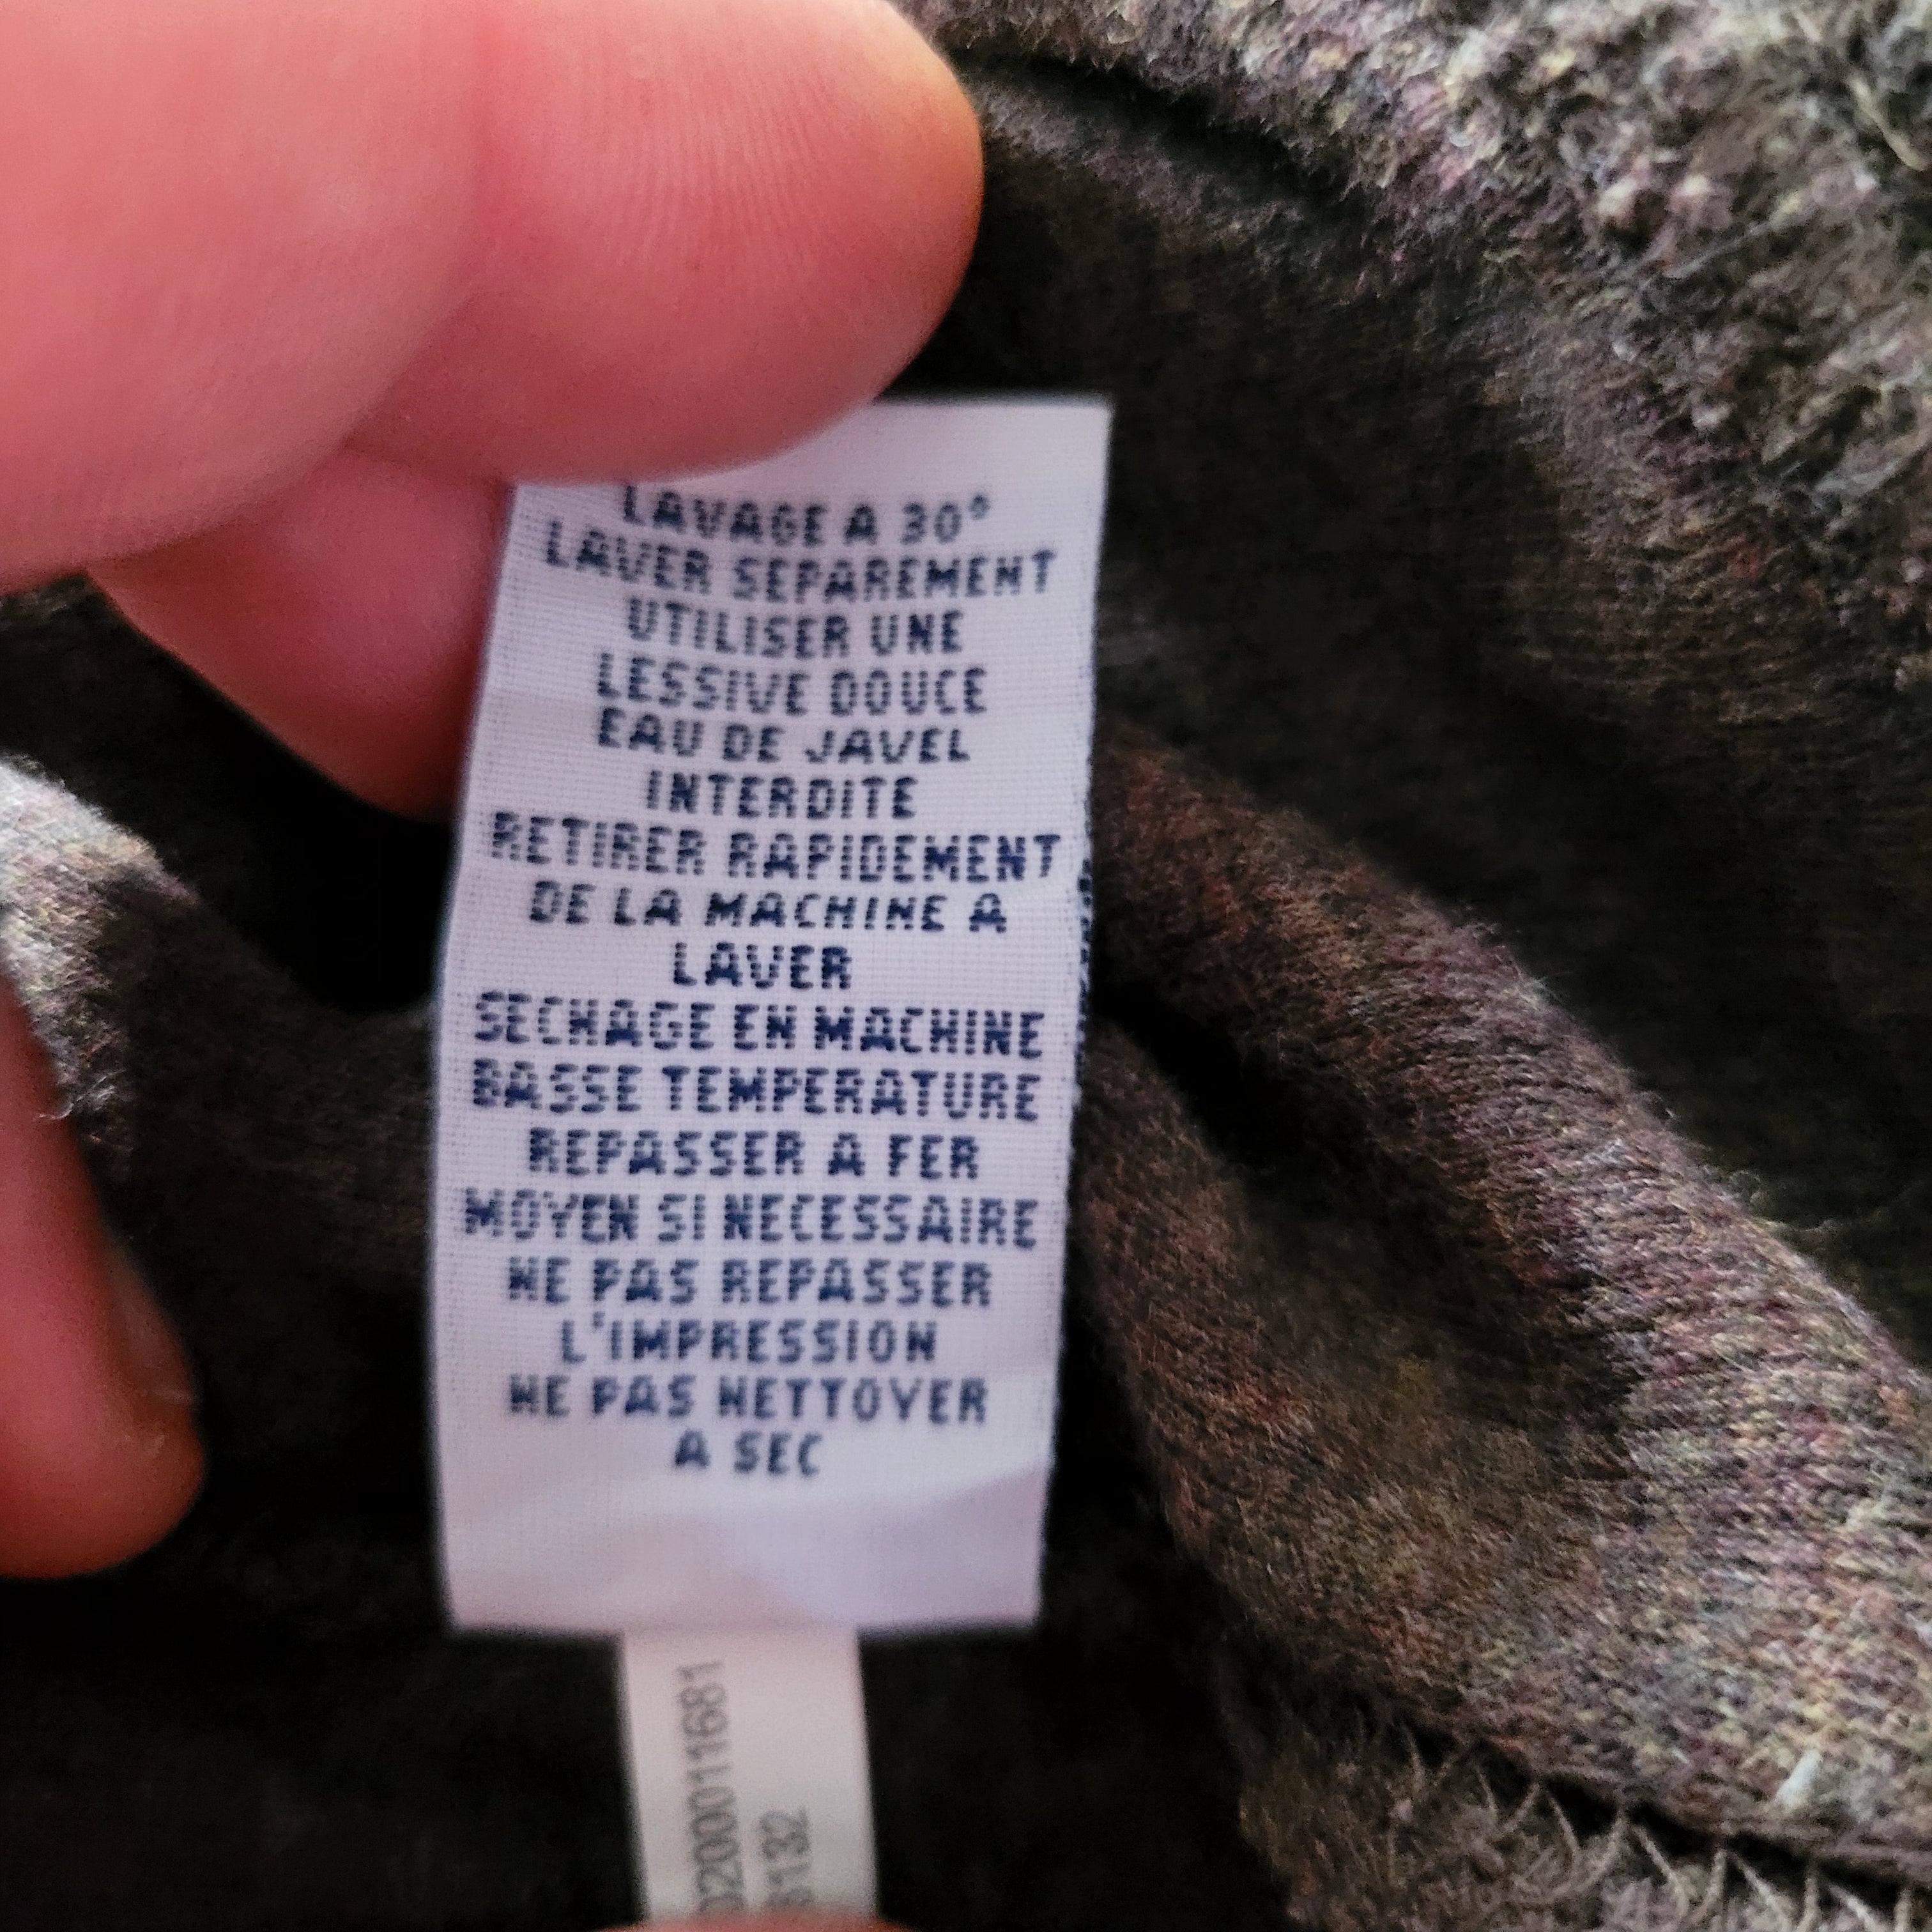 LAVAGE A 30°
LAVER SEPAREMENT
UTILISER UNE
LESSIVE DOUCE
EAU DE JAVEL
INTERDITE
RETIRER RAPIDEMENT
DE LA MACHINE A
LAVER
SECHAGE EN MACHINE
BASSE TEMPERATURE
REPASSER A FER
MOYEN SI NECESSAIRE
NE PAS REPASSER
L'IMPRESSION
NE PAS NETTOYER
A SEC